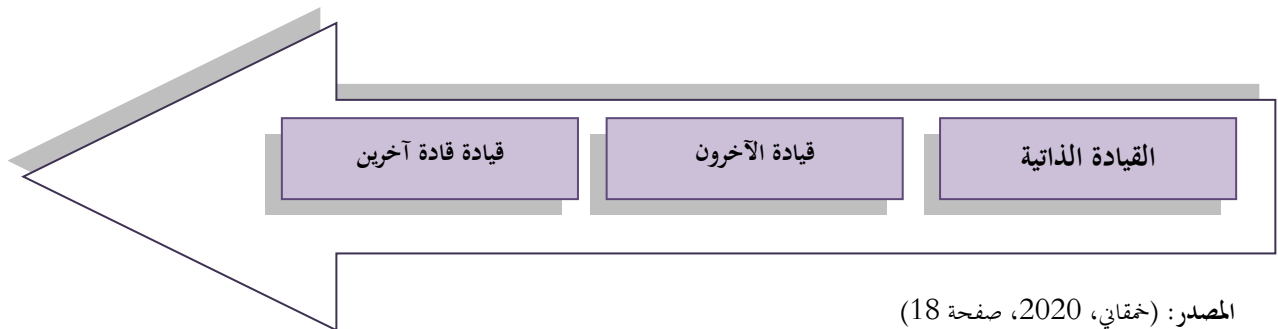 القيادة الذاتية
قيادة الآخرون
قيادة قادة آخرين
المصدر: (خمقاني، 2020، صفحة 18)